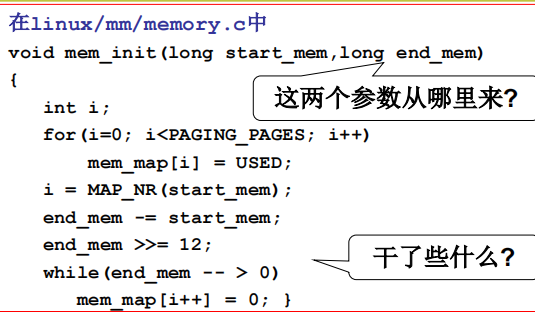 在linux/mm/memory.c中
void mem_init(long start_mem,long end_mem)
{
这两个参数从哪里来?
int i;
for(i=0; i<PAGING_PAGES; i++)
mem_map[i] = USED;
i = MAP_NR(start_mem);
end_mem -= start_mem;
end_mem >>= 12;
干了些什么?
while(end_mem -- > 0)
mem_map[i++] = 0; }